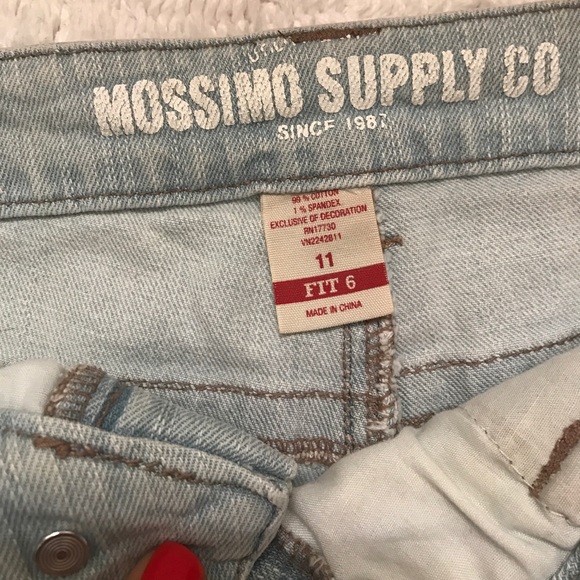 MOSSIMO SUPPLY CO
SINCE 1987
99% COTTON
1% SPANDEX
EXCLUSIVE OF DECORATION
RN17730
VN2242811
11
FIT 6
MADE IN CHINA